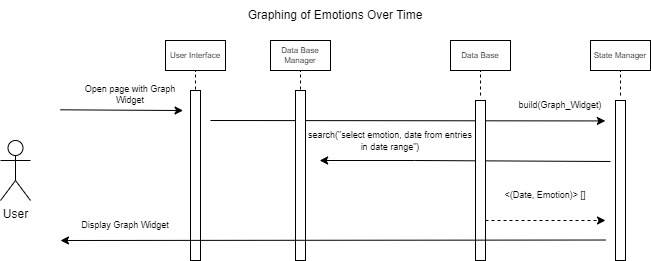 Graphing of Emotions Over Time
User Interface
Data Base
Manager
Data Base
State Manager
Open page with Graph
Widget
build(Graph_Widget)
search("select emotion, date from entries
in date range")
<(Date, Emotion)> []
User
Display Graph Widget